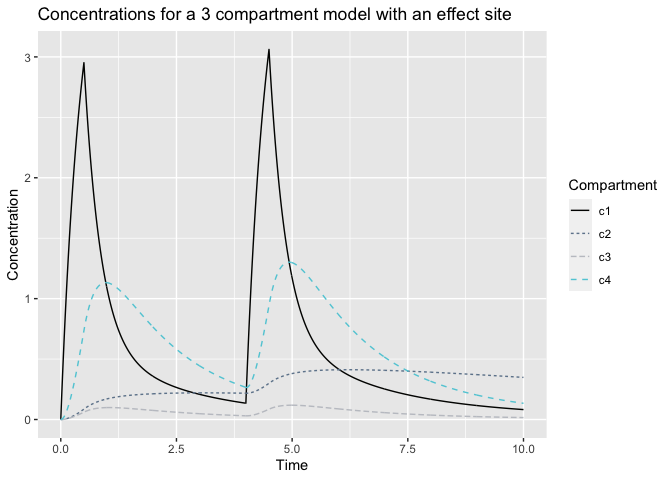 Concentrations for a 3 compartment model with an effect site
3
2
1
0
Concentration
0.0
2.5
5.0
7.5
10.0
Time
Compartment
c1
c2
c3
c4